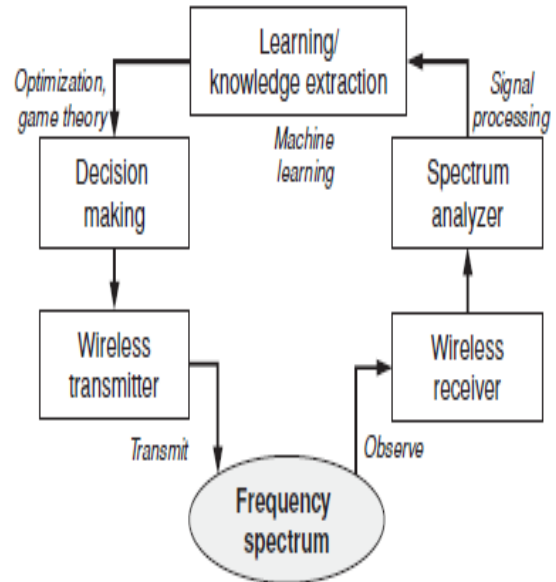 Learning/
knowledge extraction
Optimization,
game theory
Signal
processing
Machine
learning
Decision
making
Spectrum
analyzer
Wireless
transmitter
Wireless
receiver
Transmit
Observe
Frequency
spectrum